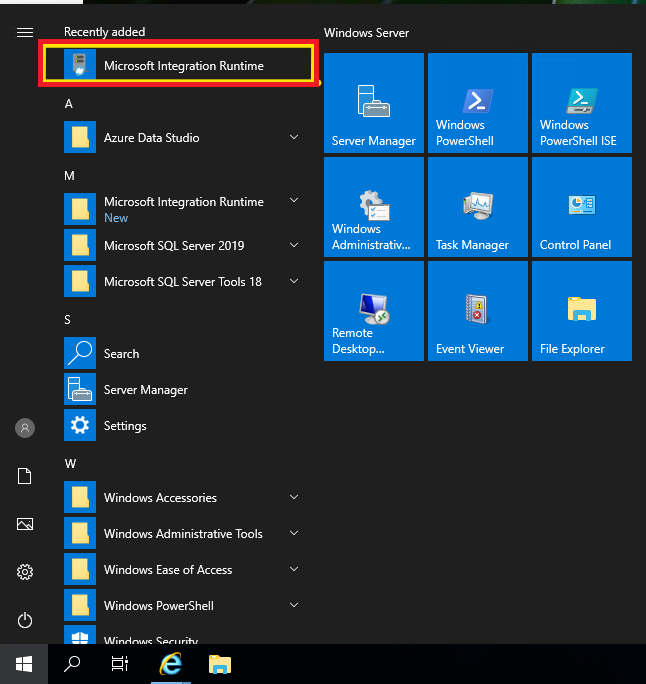 Recently added
Microsoft Integration Runtime
A
Azure Data Studio
M
Microsoft Integration Runtime
New
Microsoft SQL Server 2019
Microsoft SQL Server Tools 18
S
Search
Server Manager
Settings
W
Windows Accessories
Windows Administrative Tools
Windows Ease of Access
Windows PowerShell
Windows Security
Windows Server
Server Manager
Windows
PowerShell
Windows
PowerShell ISE
Windows
Administrativ...
Task Manager
Control Panel
Remote
Desktop...
Event Viewer
File Explorer